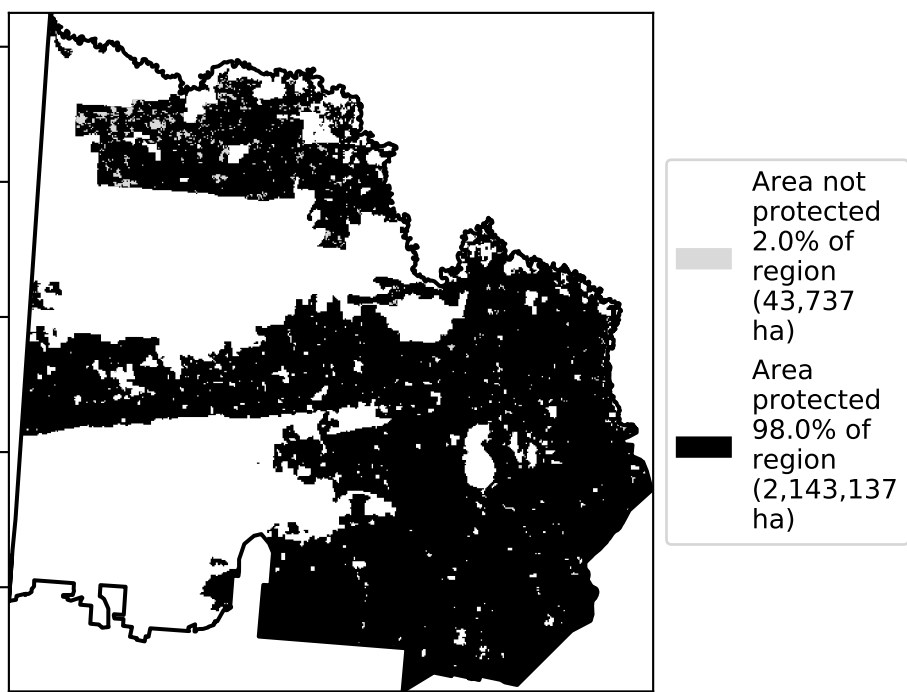 Area not
protected
2.0% of
region
(43,737
ha)
Area
protected
98.0% of
region
(2,143,137
ha)